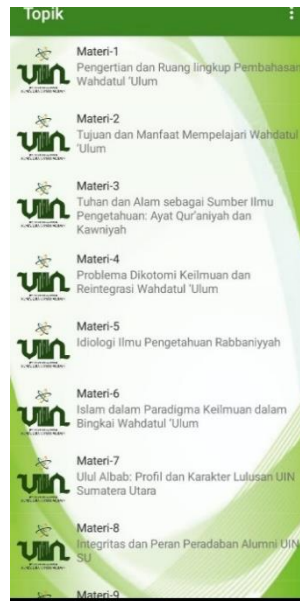 Topik
Materi-1
Pengertian dan Ruang lingkup Pembahasan
Wahdatul 'Ulum
Materi-2
Tujuan dan Manfaat Mempelajari Wahdatul
'Ulum
Materi-3
Tuhan dan Alam sebagai Sumber Ilmu
Pengetahuan: Ayat Qur'aniyah dan
Kawniyah
Materi-4
Problema Dikotomi Keilmuan dan
Reintegrasi Wahdatul 'Ulum
Materi-5
Idiologi Ilmu Pengetahuan Rabbaniyyah
Materi-6
Islam dalam Paradigma Keilmuan dalam
Bingkai Wahdatul 'Ulum
Materi-7
Ulul Albab: Profil dan Karakter Lulusan UIN
Sumatera Utara
Materi-8
Integritas dan Peran Peradaban Alumni UIN
SU
Materi-9